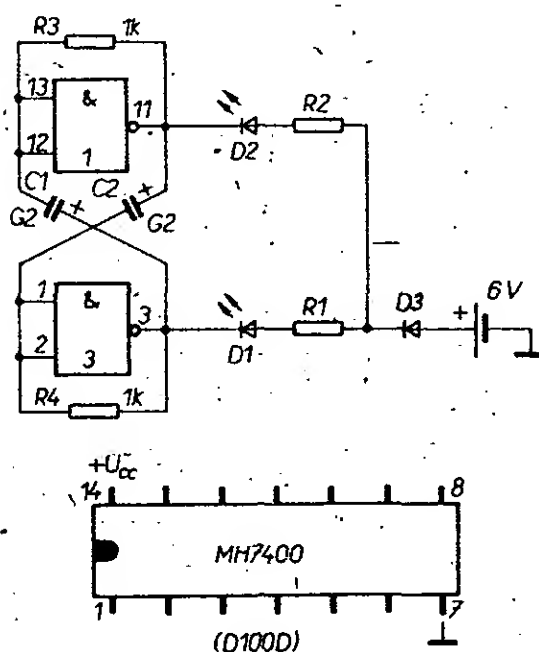 R3 1k
13 & 11
12 1
R2
D2
C1 C2 +
G2 + G2
1 & 3
2 3
R1 D3 + 6V
D1
R4 1k
+Ucc
14 8
MH7400
1 7
(D100D)